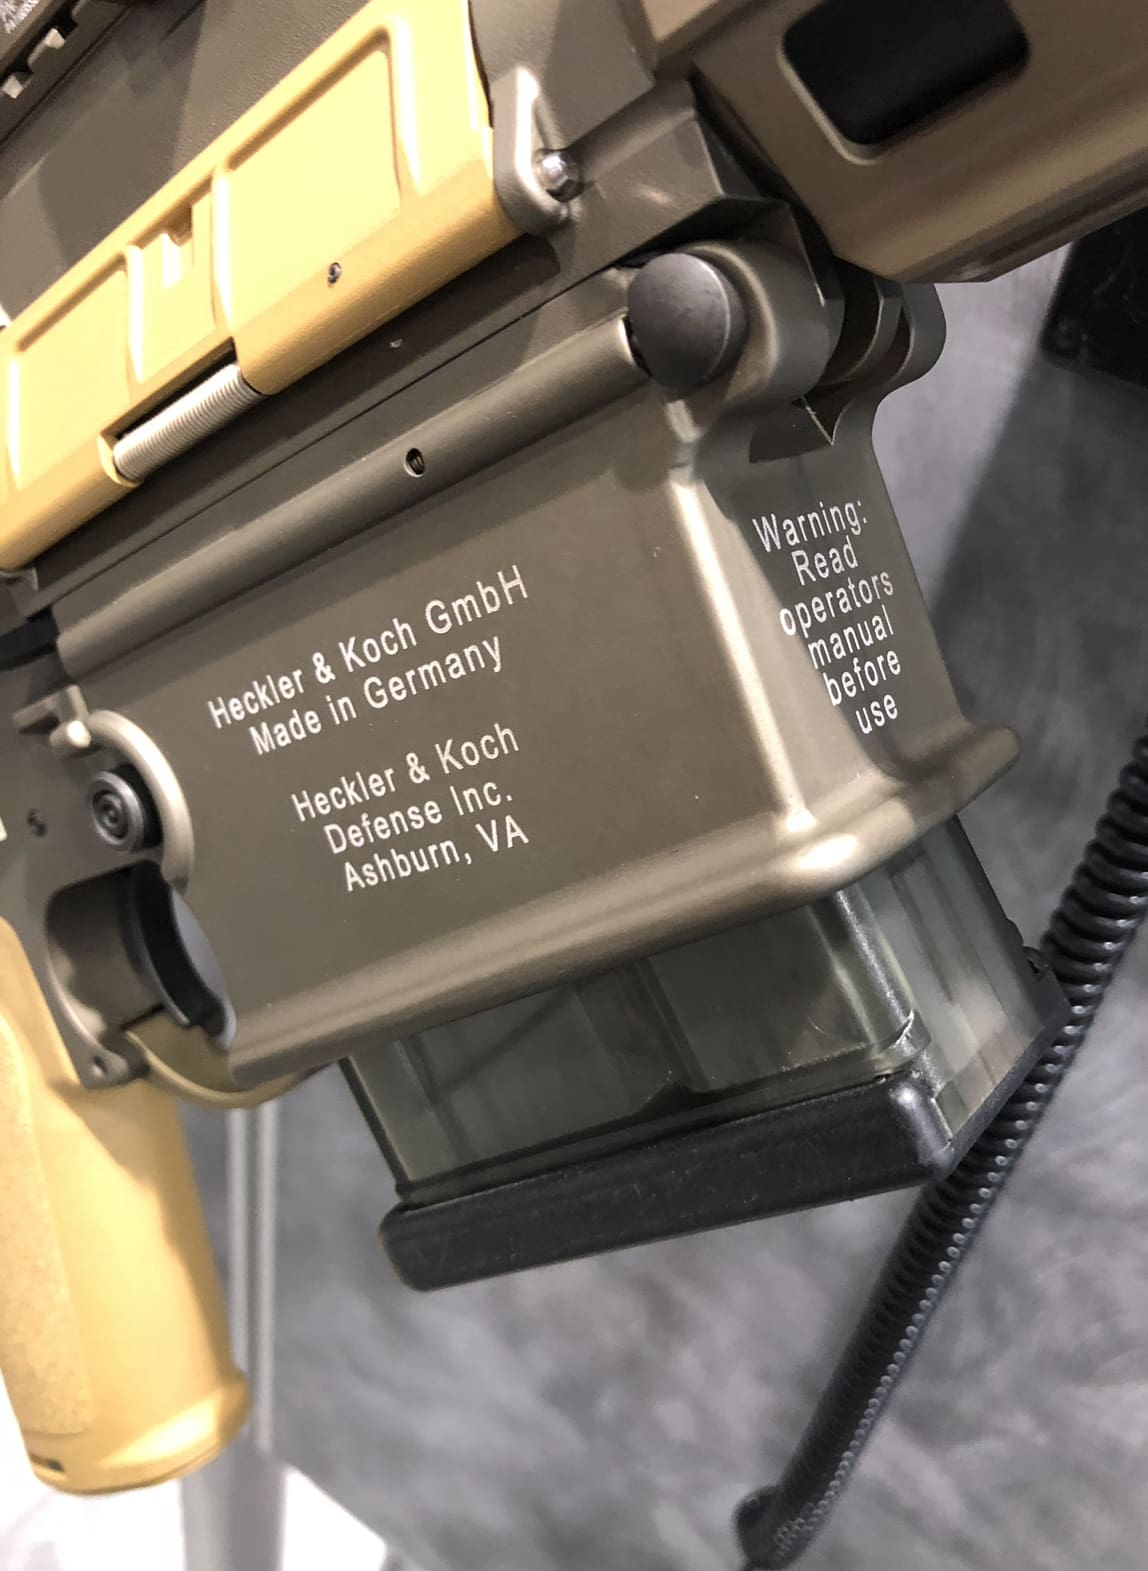 Heckler & Koch GmbH
Made in Germany
Heckler & Koch
Defense Inc.
Ashburn, VA
Warning:
Read
operators
manual
before
use